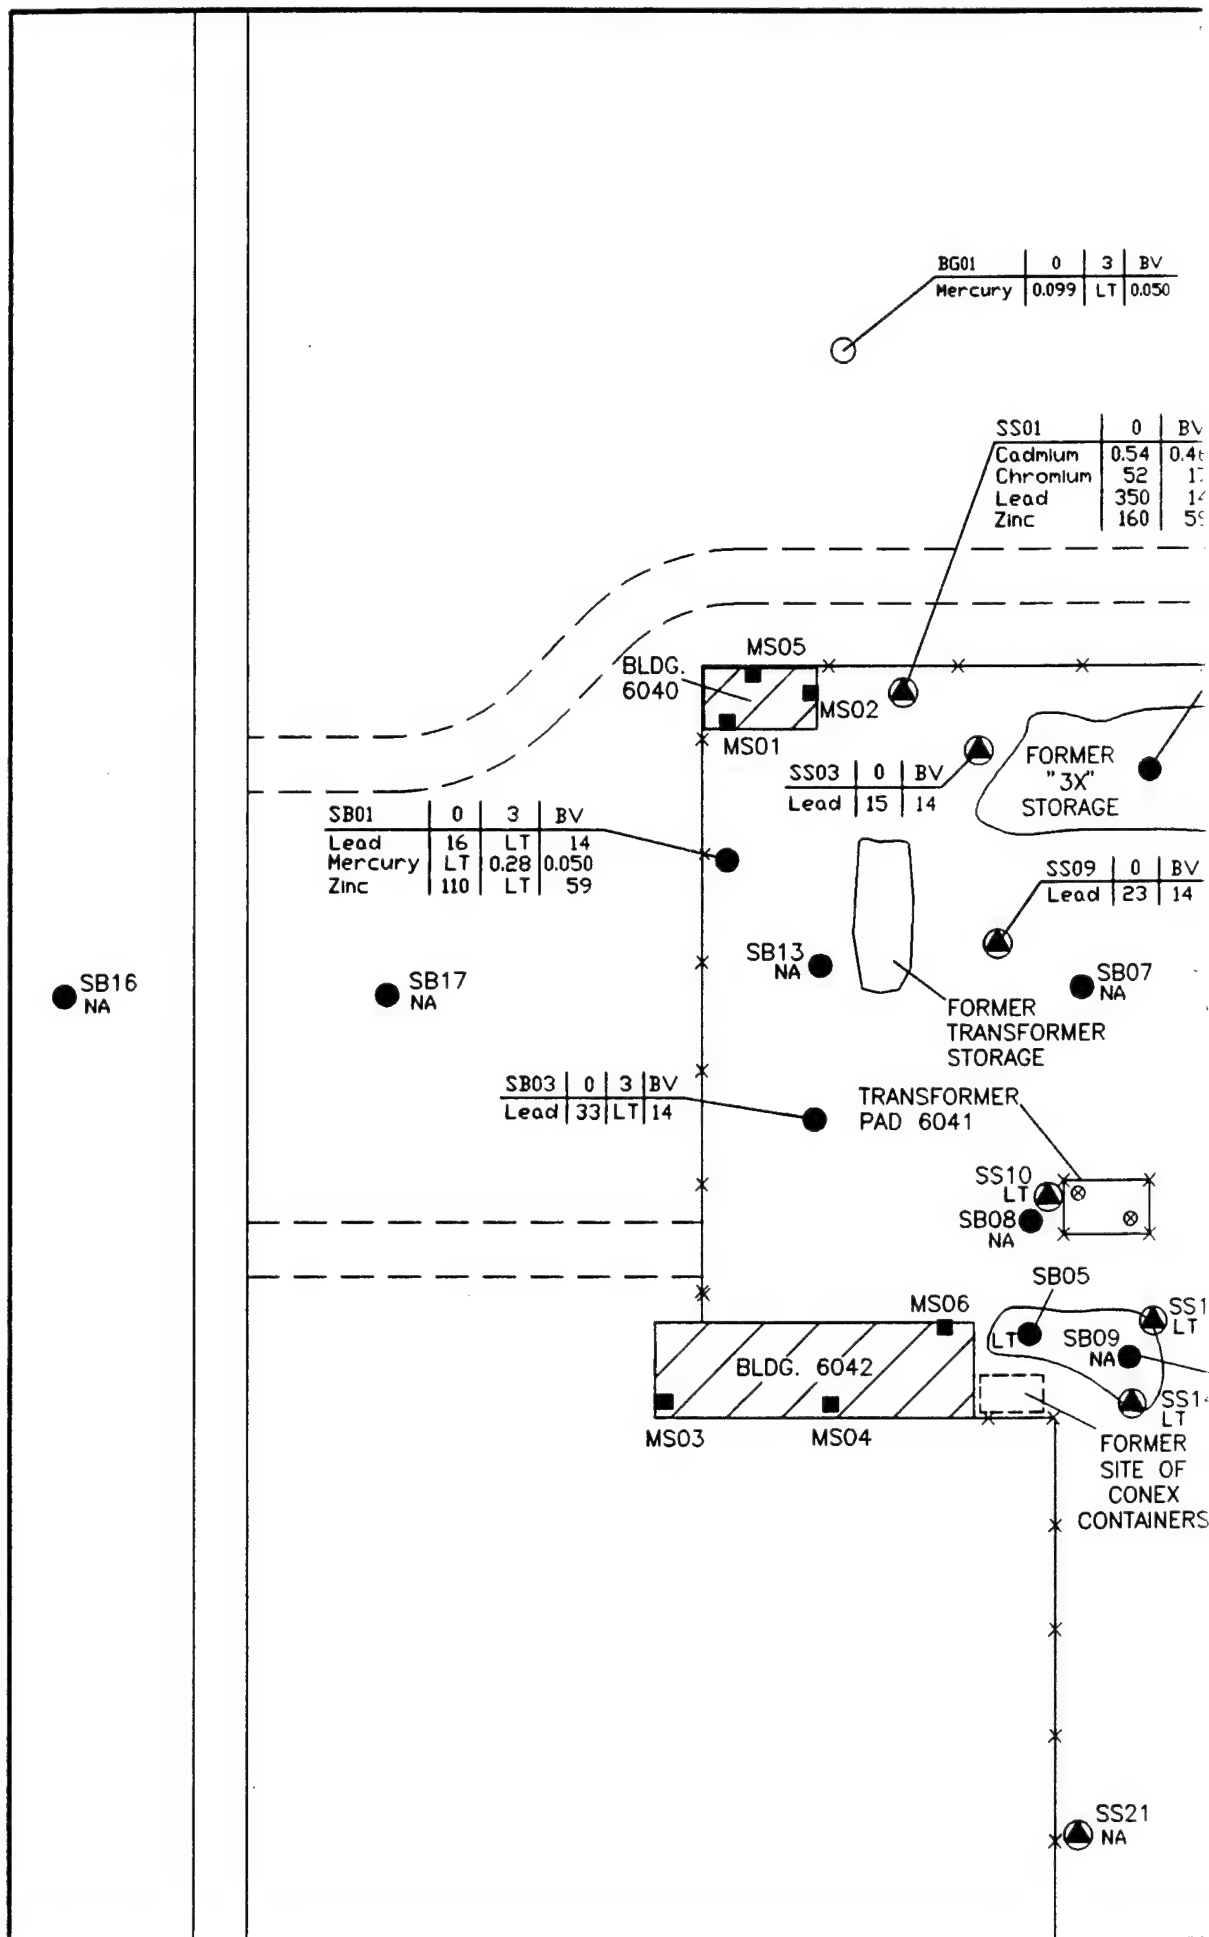 BG01 0 3 BV
Mercury 0.099 LT 0.050
SS01 0 BV
Cadmium 0.54
Chromium 52
Lead 350
Zinc 160
MS05
BLDG.
6040
MS02
MS01
FORMER
"3X"
STORAGE
SS03 0 BV
Lead 15 14
SB01 0 3 BV
Lead 16 LT 14
Mercury LT 0.28 0.050
Zinc 110 LT 59
SS09 0 BV
Lead 23 14
SB13
NA
SB07
NA
SB16
NA
SB17
NA
FORMER
TRANSFORMER
STORAGE
SB03 0 3 BV
Lead 33 LT 14
TRANSFORMER
PAD 6041
SS10
LT
SB08
NA
SB05
LT
MS06
SS1
LT
SB09
NA
BLDG. 6042
SS14
LT
MS03
MS04
FORMER
SITE OF
CONEX
CONTAINERS
SS21
NA